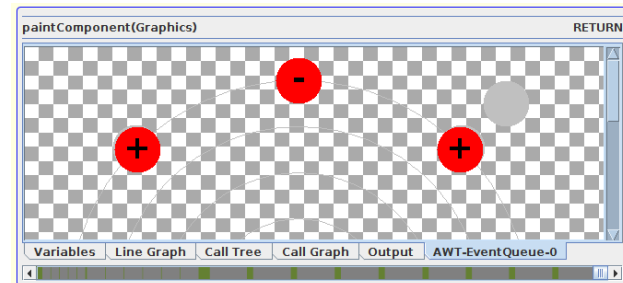 paintComponent(Graphics) RETURN
-
+ +
Variables Line Graph Call Tree Call Graph Output AWT-EventQueue-0